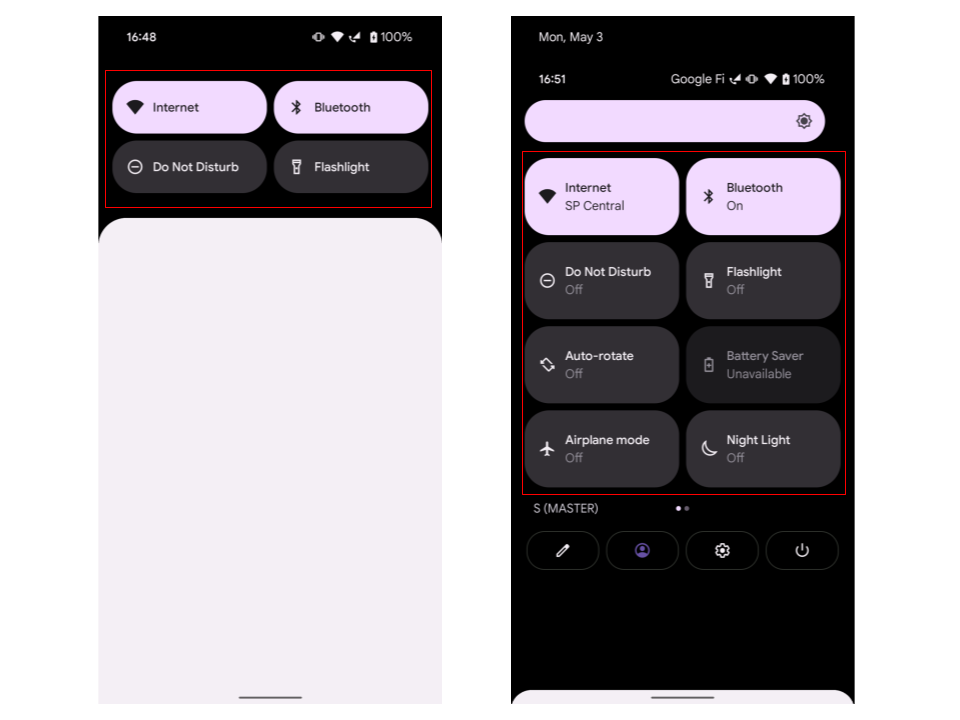 16:48
100%
Internet
Bluetooth
Do Not Disturb
Flashlight
Mon, May 3
16:51
Google Fi
100%
Internet
SP Central
Bluetooth
On
Do Not Disturb
Off
Flashlight
Off
Auto-rotate
Off
Battery Saver
Unavailable
Airplane mode
Off
Night Light
Off
S (MASTER)